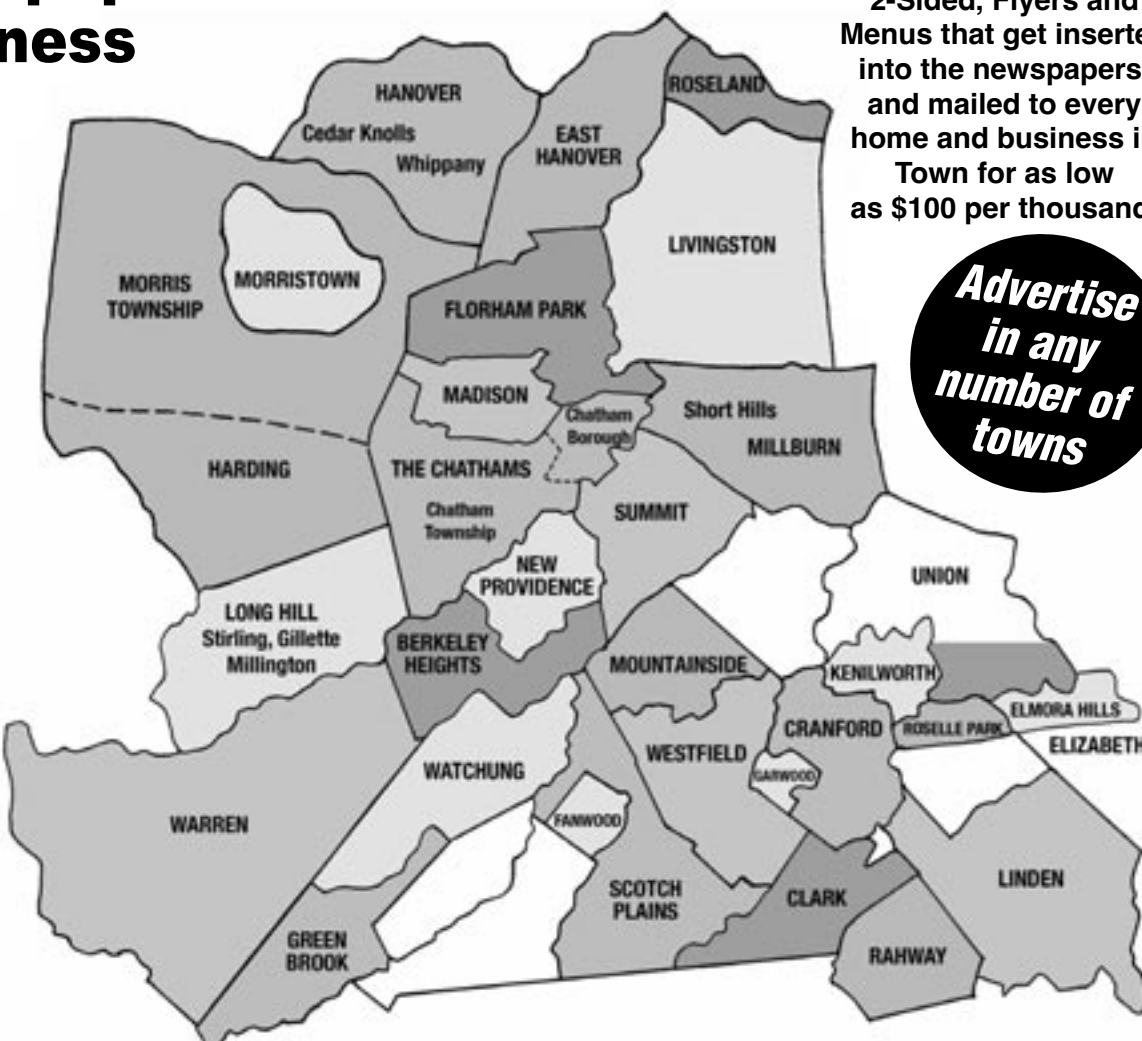 ness
2-Sided, Flyers and
Menus that get inserte
into the newspapers
and mailed to every
home and business i
Town for as low
as $100 per thousand
Advertise
in any
number of
towns
HANOVER
Cedar Knolls
Whippany
EAST
HANOVER
ROSELAND
LIVINGSTON
MORRIS
TOWNSHIP
MORRISTOWN
FLORHAM PARK
MADISON
Chatham
Borough
Short Hills
MILLBURN
HARDING
THE CHATHAMS
Chatham
Township
SUMMIT
NEW
PROVIDENCE
UNION
LONG HILL
Stirling, Gillette
Millington
BERKELEY
HEIGHTS
MOUNTAINSIDE
KENILWORTH
ELMORA HILLS
ROSELLE PARK
ELIZABETH
CRANFORD
WESTFIELD
GARWOOD
WATCHUNG
WARREN
FANWOOD
SCOTCH
PLAINS
CLARK
LINDEN
GREEN
BROOK
RAHWAY